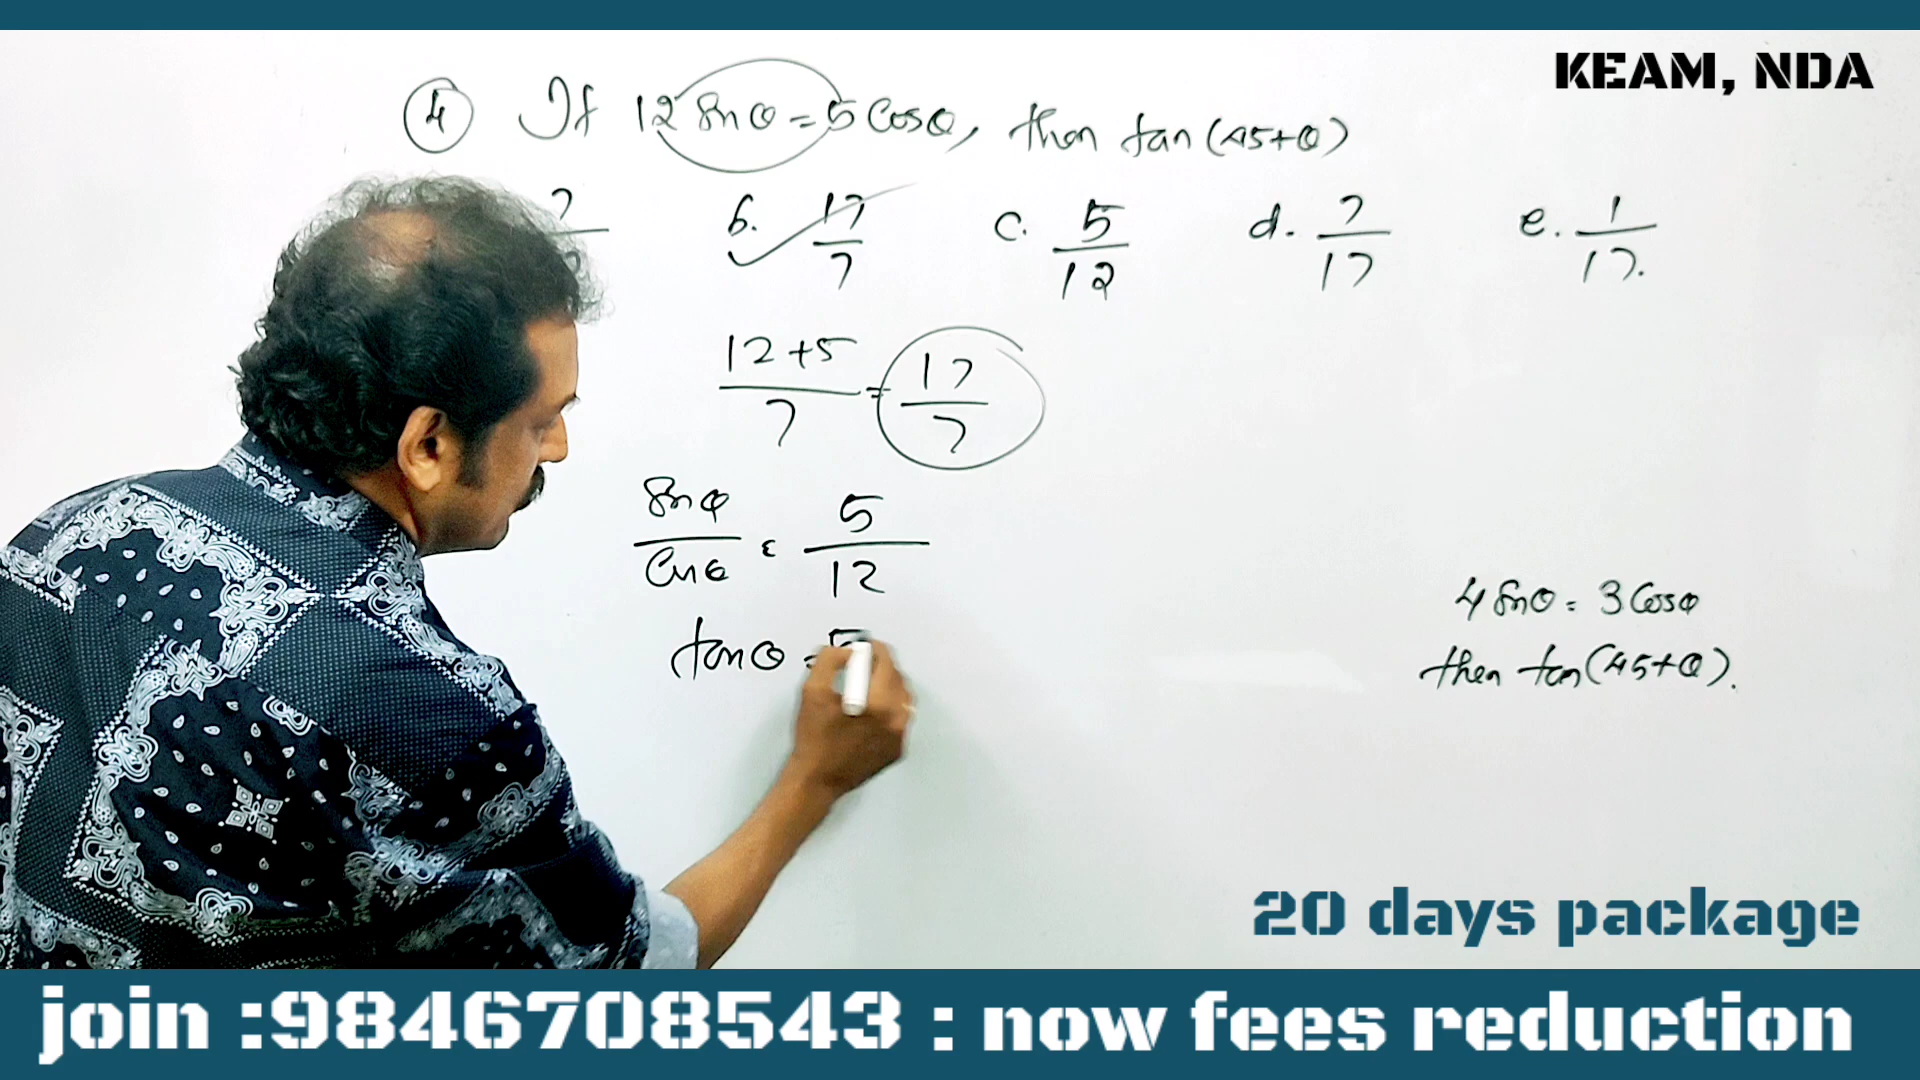 KEAM, NDA
④ If 12 Sinθ = 5 Cosθ, then tan(45+θ)
7
b. 17/7 c. 5/12 d. 7/17 e. 1/17.
12+5/7 = 17/7
Sinθ/Cosθ = 5/12
tanθ = 5
4 Sinθ = 3 Cosθ
then tan(45+θ).
20 days package
join :9846708543 : now fees reduction